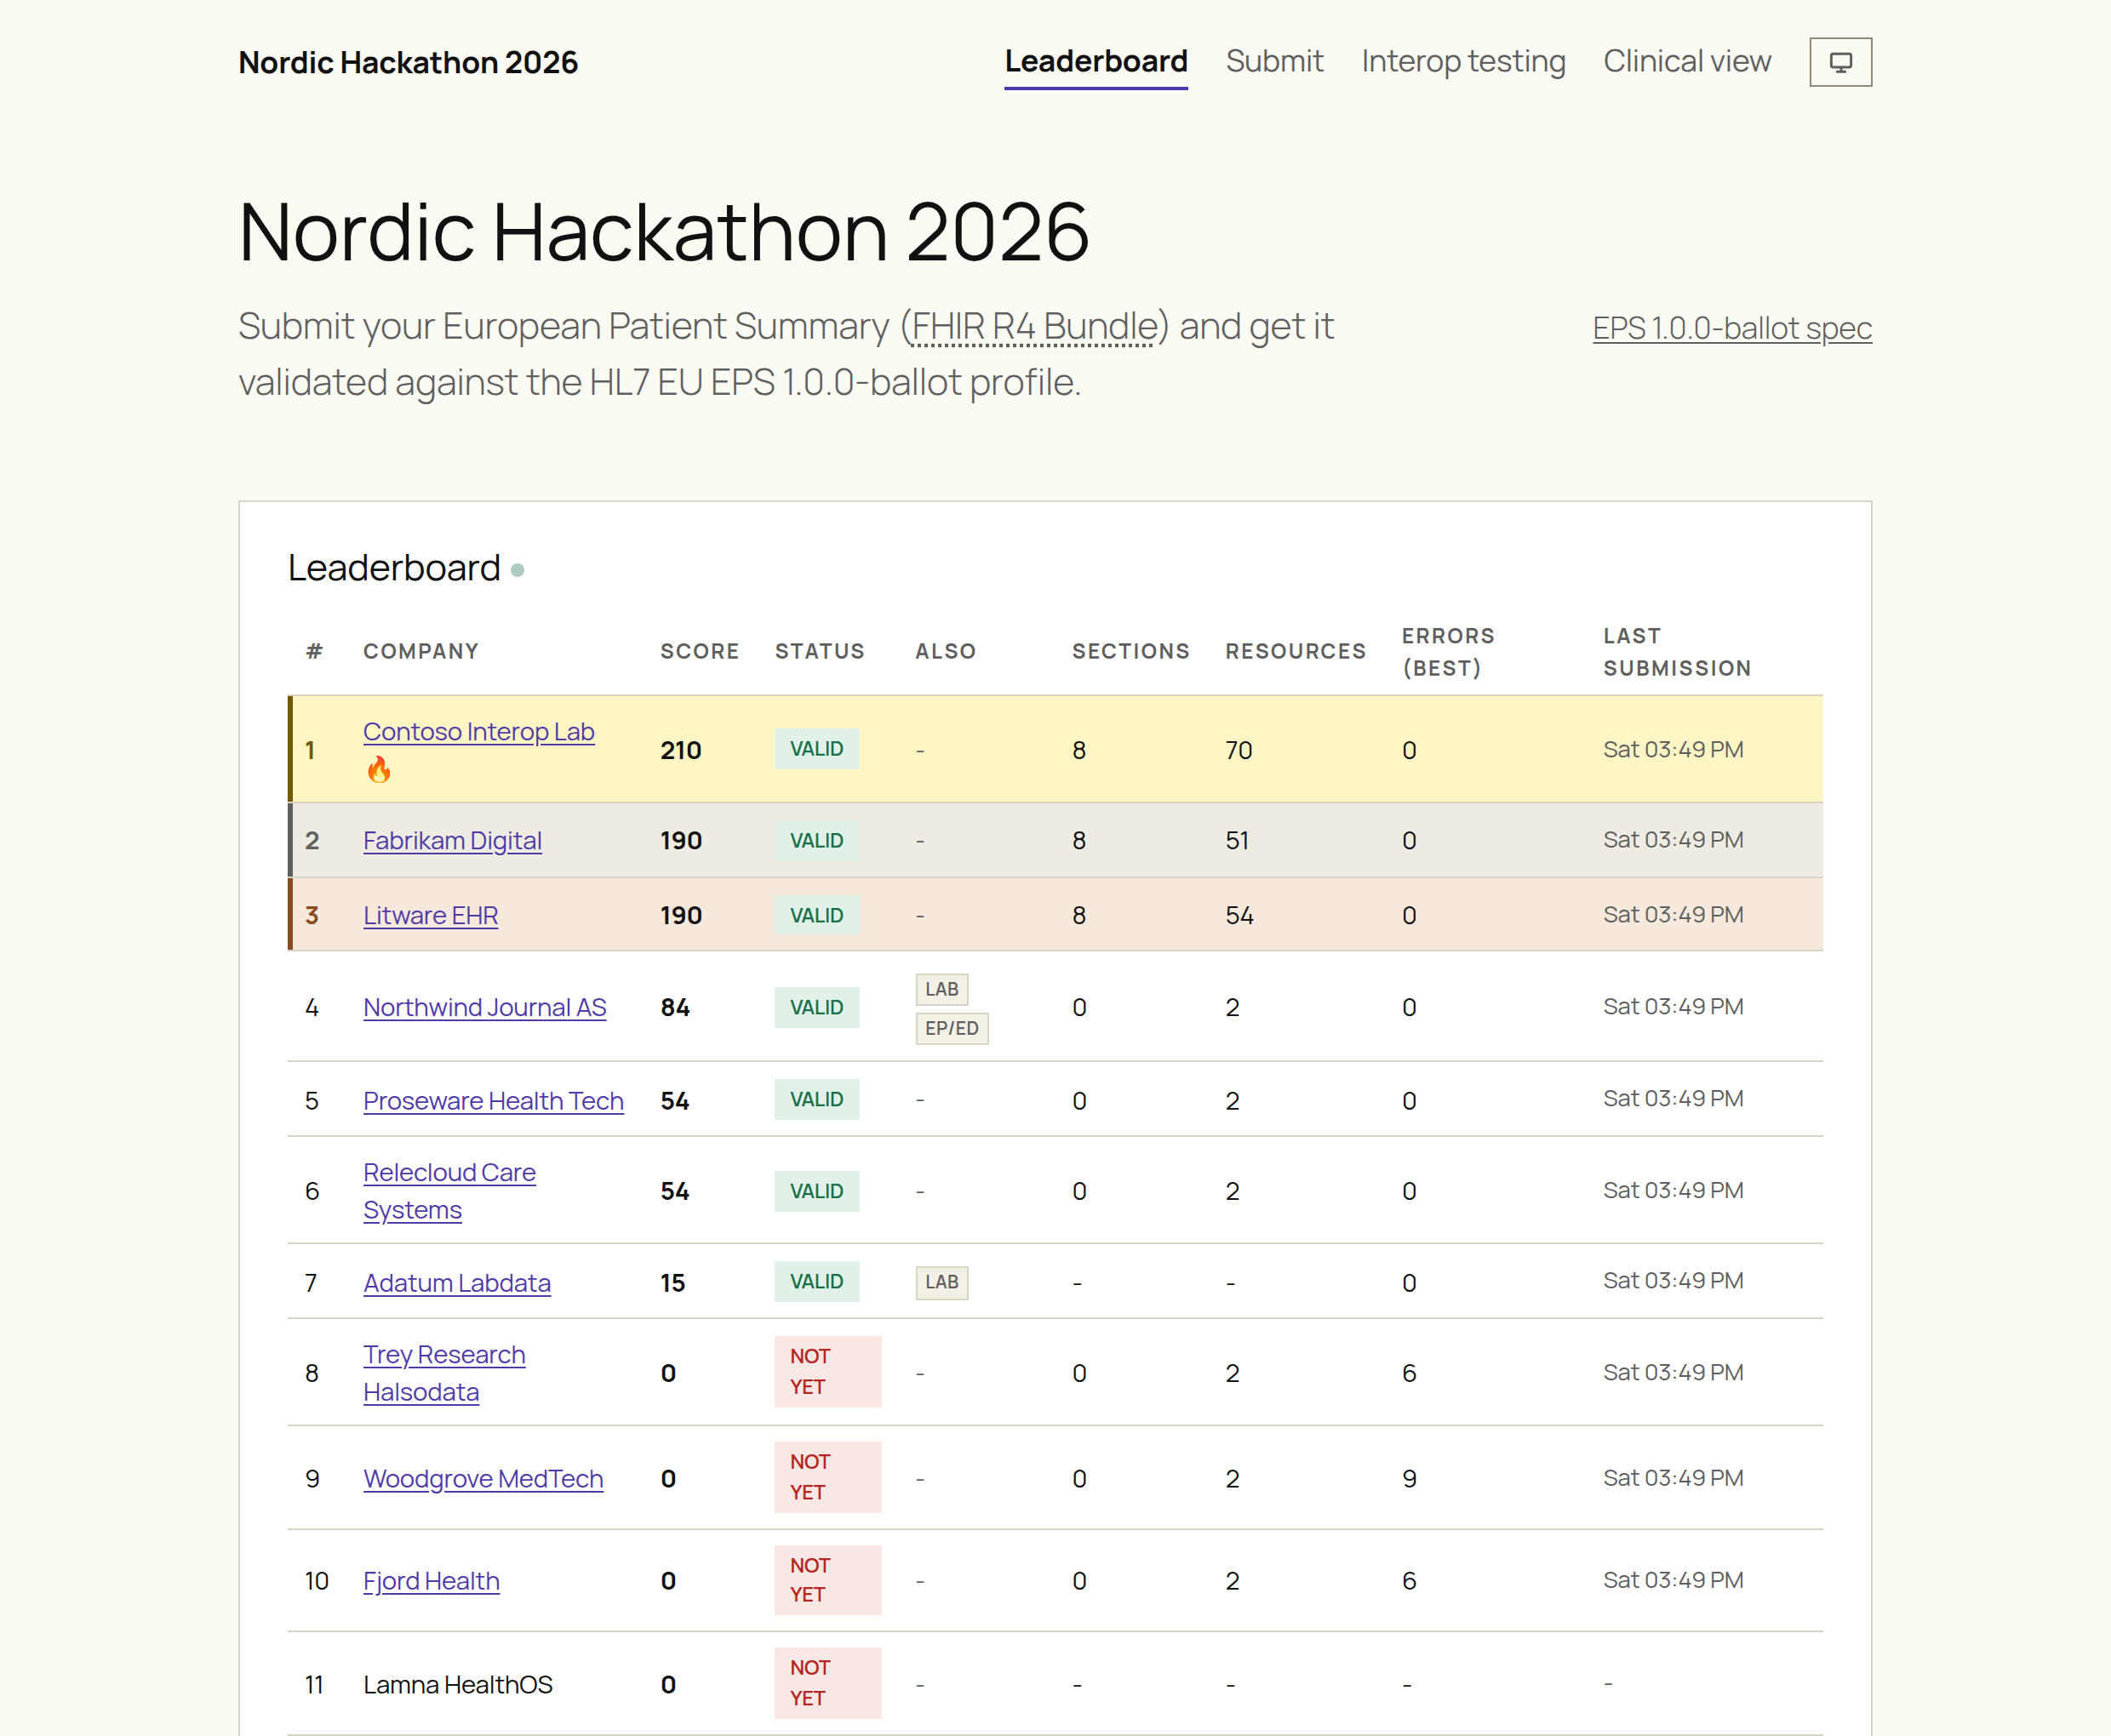 Nordic Hackathon 2026
Leaderboard Submit Interop testing Clinical view
Nordic Hackathon 2026
Submit your European Patient Summary (FHIR R4 Bundle) and get it
validated against the HL7 EU EPS 1.0.0-ballot profile.
EPS 1.0.0-ballot spec
Leaderboard
# COMPANY SCORE STATUS ALSO SECTIONS RESOURCES ERRORS (BEST) LAST SUBMISSION
1 Contoso Interop Lab 🔥 210 VALID - 8 70 0 Sat 03:49 PM
2 Fabrikam Digital 190 VALID - 8 51 0 Sat 03:49 PM
3 Litware EHR 190 VALID - 8 54 0 Sat 03:49 PM
4 Northwind Journal AS 84 VALID LAB EP/ED 0 2 0 Sat 03:49 PM
5 Proseware Health Tech 54 VALID - 0 2 0 Sat 03:49 PM
6 Relecloud Care Systems 54 VALID - 0 2 0 Sat 03:49 PM
7 Adatum Labdata 15 VALID LAB - - 0 Sat 03:49 PM
8 Trey Research Halsodata 0 NOT YET - 0 2 6 Sat 03:49 PM
9 Woodgrove MedTech 0 NOT YET - 0 2 9 Sat 03:49 PM
10 Fjord Health 0 NOT YET - 0 2 6 Sat 03:49 PM
11 Lamna HealthOS 0 NOT YET - - - - -